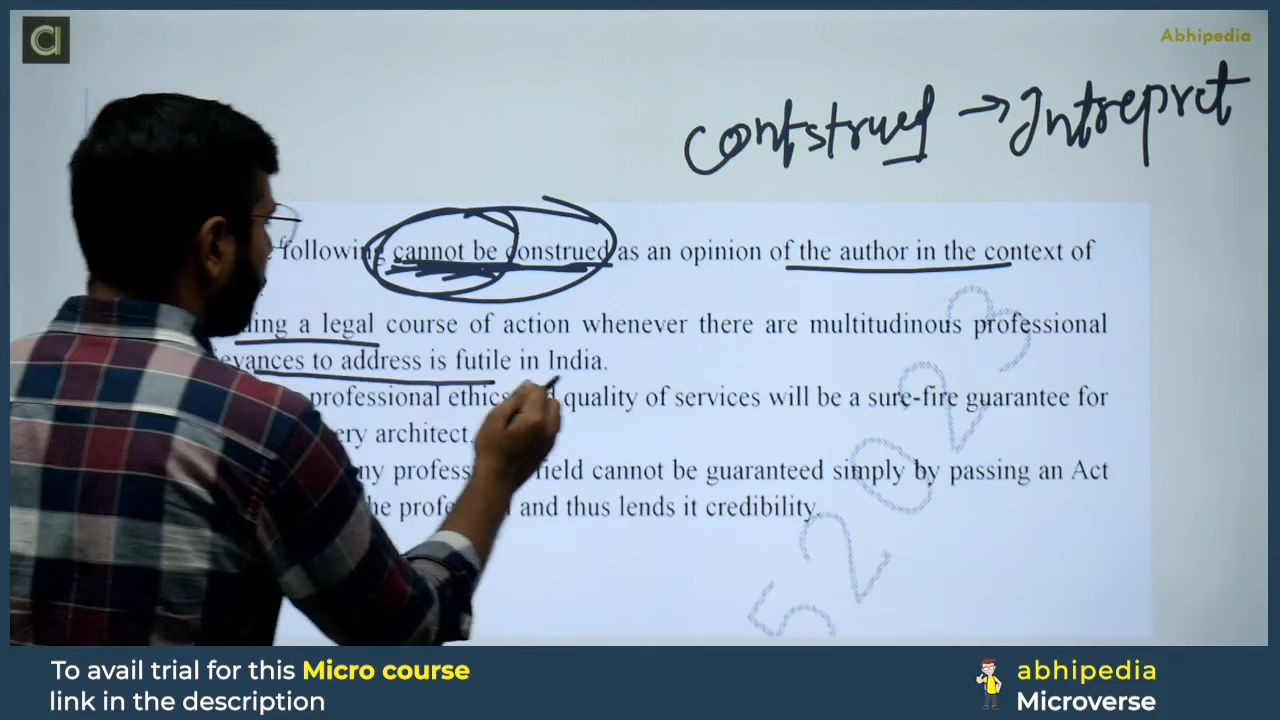 Abhipedia
Construed → Intrepret
following cannot be construed as an opinion of the author in the context of
a legal course of action whenever there are multitudinous professional
to address is futile in India.
professional ethics quality of services will be a sure-fire guarantee for
architect.
field cannot be guaranteed simply by passing an Act
and thus lends it credibility.
52023
To avail trial for this Micro course
link in the description
abhipedia
Microverse